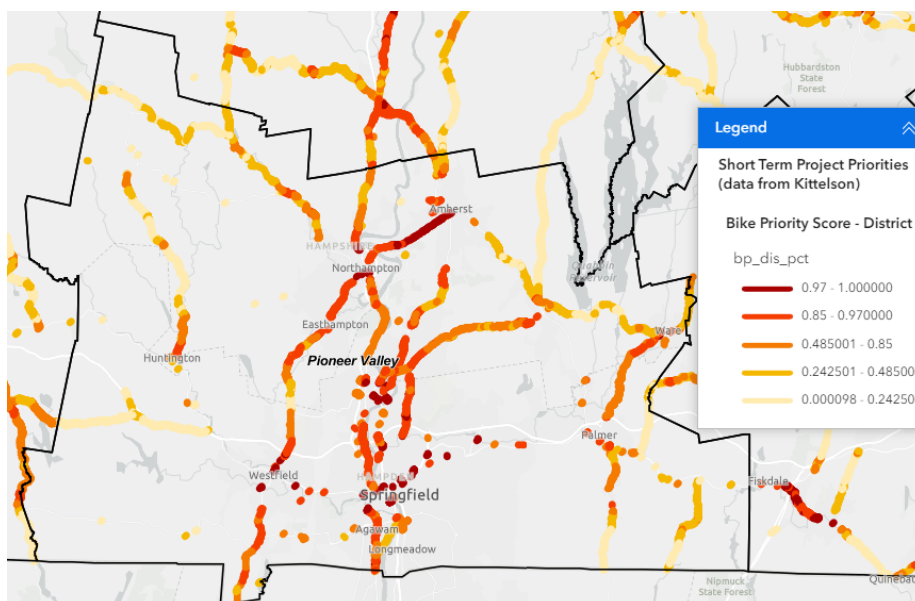 Hubbardston
State
Forest
Legend
Short Term Project Priorities
(data from Kittelson)
Bike Priority Score - District
bp_dis_pct
0.97 - 1.000000
0.85 - 0.970000
0.485001 - 0.85
0.242501 - 0.48500
0.000098 - 0.24250
Amherst
HAMPSHIRE
Northampton
Quabbin
Reservoir
Easthampton
Ware
Huntington
Pioneer Valley
Palmer
Westfield
HAMPDEN
Springfield
Fiskdale
Agawam
Longmeadow
Nipmuck
State Forest
Quinebau